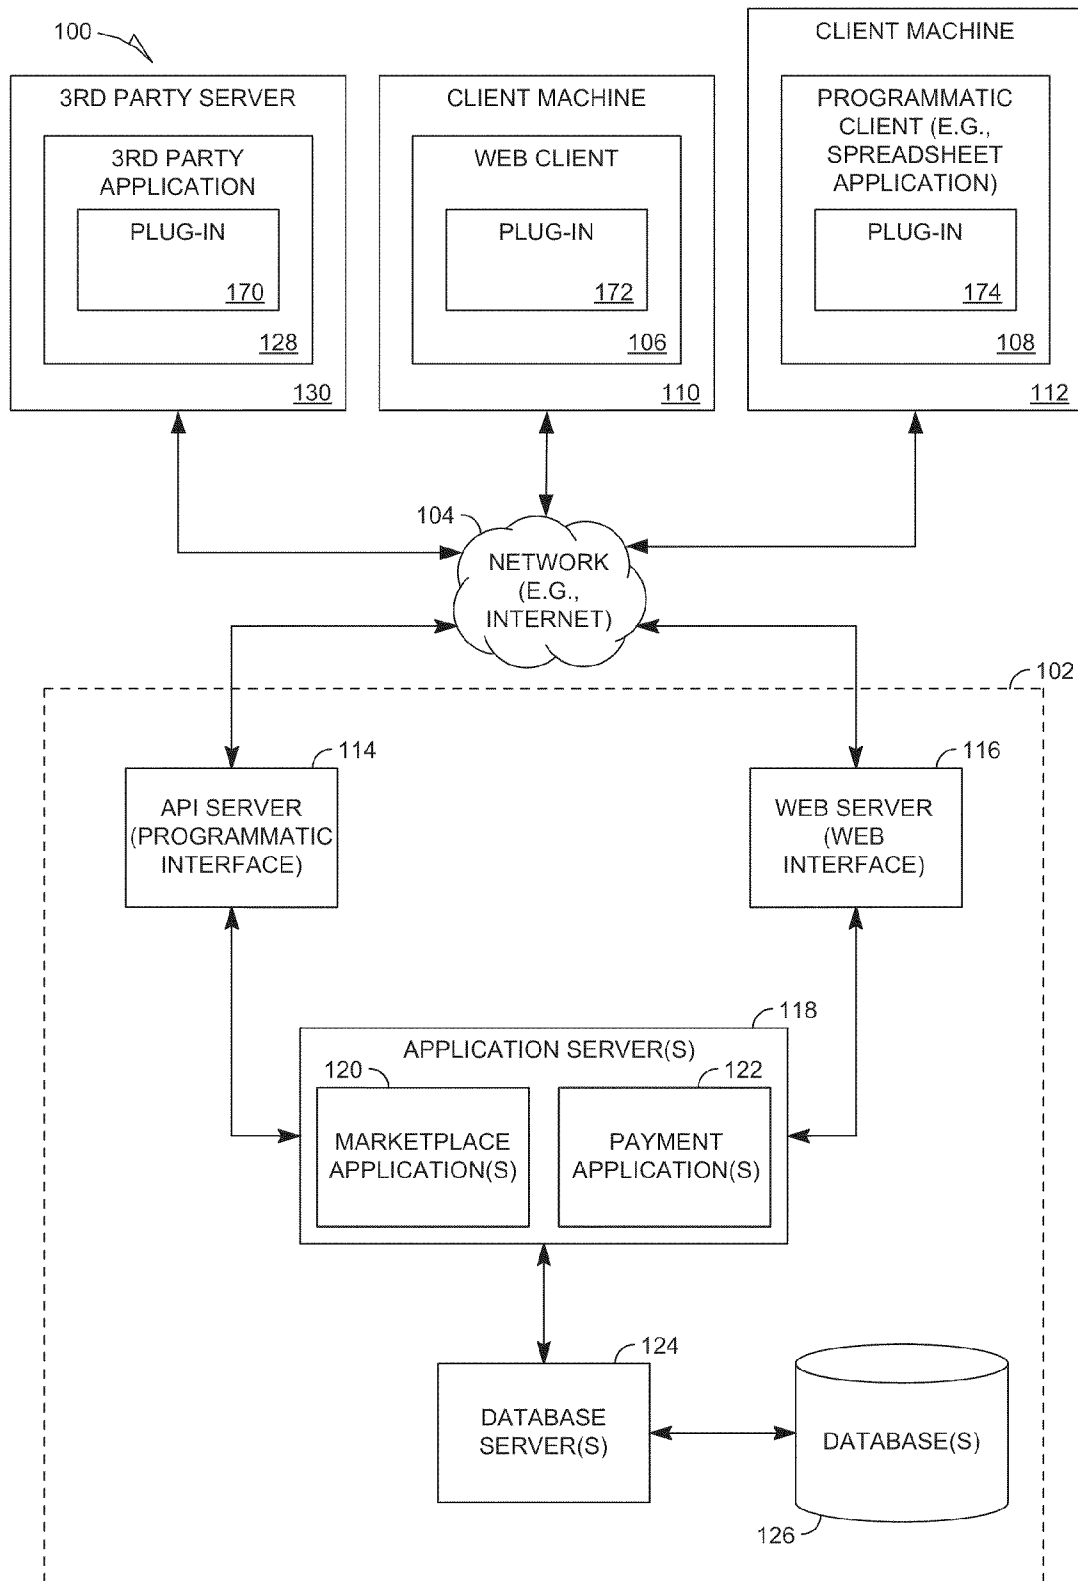 100
3RD PARTY SERVER
3RD PARTY
APPLICATION
PLUG-IN
170
128
130
CLIENT MACHINE
WEB CLIENT
PLUG-IN
172
106
110
CLIENT MACHINE
PROGRAMMATIC
CLIENT (E.G.,
SPREADSHEET
APPLICATION)
PLUG-IN
174
108
112
104
NETWORK
(E.G.,
INTERNET)
102
114
API SERVER
(PROGRAMMATIC
INTERFACE)
116
WEB SERVER
(WEB
INTERFACE)
118
APPLICATION SERVER(S)
120
MARKETPLACE
APPLICATION(S)
122
PAYMENT
APPLICATION(S)
124
DATABASE
SERVER(S)
DATABASE(S)
126